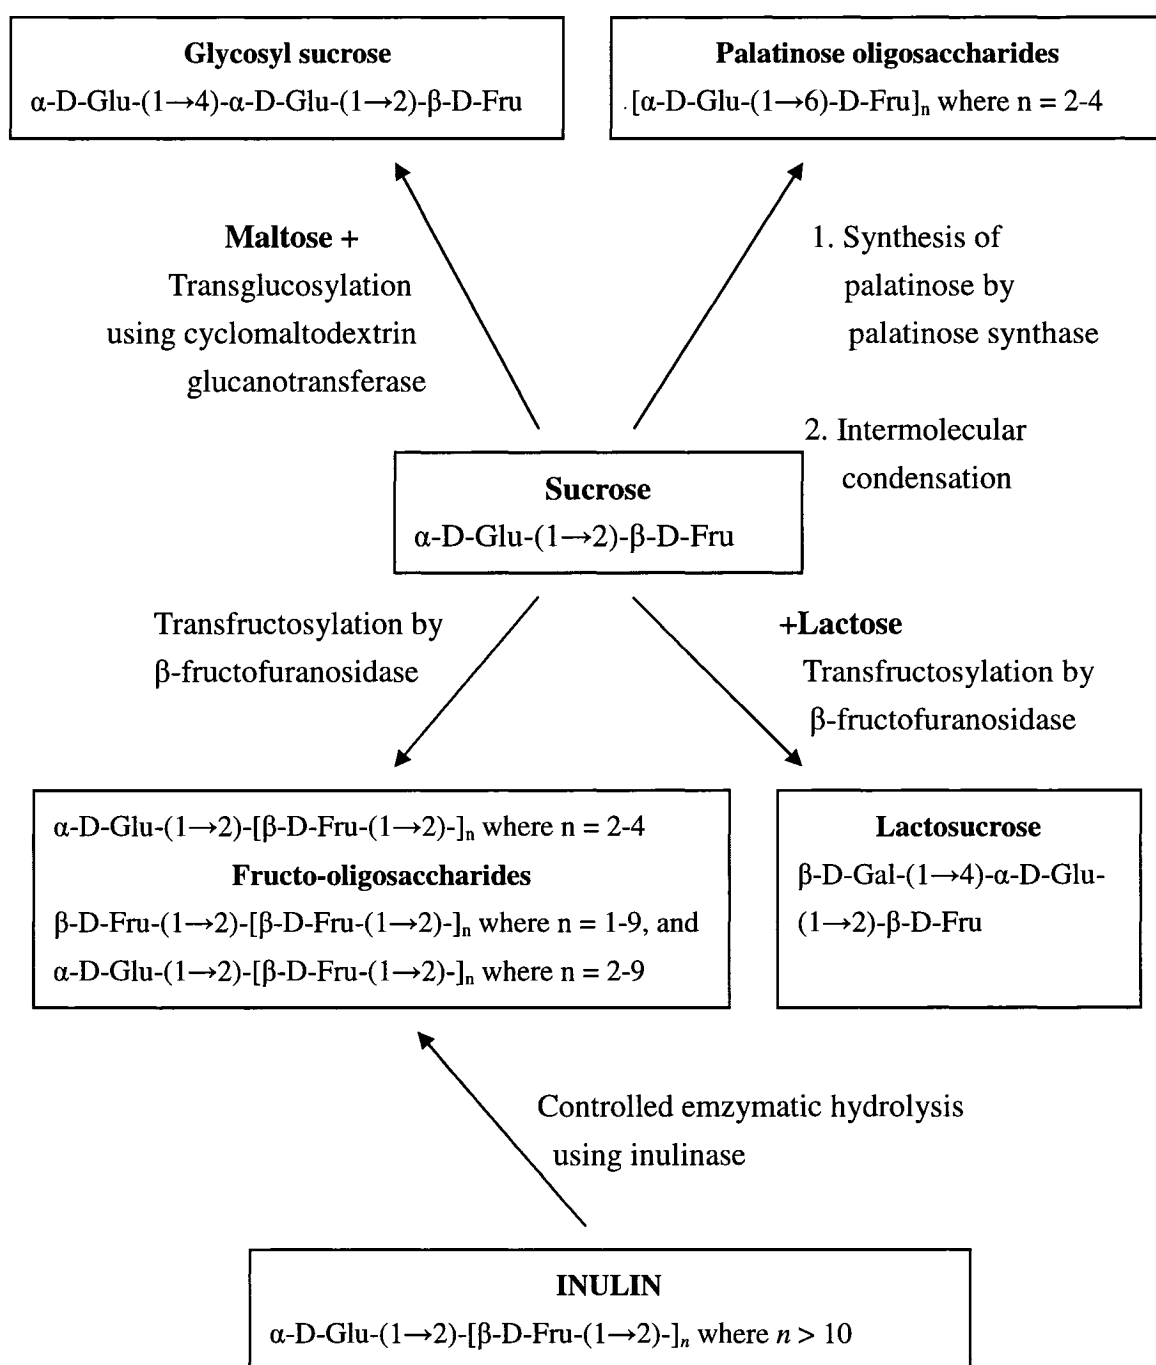 Glycosyl sucrose
α-D-Glu-(1→4)-α-D-Glu-(1→2)-β-D-Fru
Palatinose oligosaccharides
[α-D-Glu-(1→6)-D-Fru]n where n = 2-4
Maltose +
Transglucosylation
using cyclomaltodextrin
glucanotransferase
1. Synthesis of
palatinose by
palatinose synthase
2. Intermolecular
condensation
Sucrose
α-D-Glu-(1→2)-β-D-Fru
Transfructosylation by
β-fructofuranosidase
+Lactose
Transfructosylation by
β-fructofuranosidase
α-D-Glu-(1→2)-[β-D-Fru-(1→2)-]n where n = 2-4
Fructo-oligosaccharides
β-D-Fru-(1→2)-[β-D-Fru-(1→2)-]n where n = 1-9, and
α-D-Glu-(1→2)-[β-D-Fru-(1→2)-]n where n = 2-9
Lactosucrose
β-D-Gal-(1→4)-α-D-Glu-
(1→2)-β-D-Fru
Controlled emzymatic hydrolysis
using inulinase
INULIN
α-D-Glu-(1→2)-[β-D-Fru-(1→2)-]n where n > 10